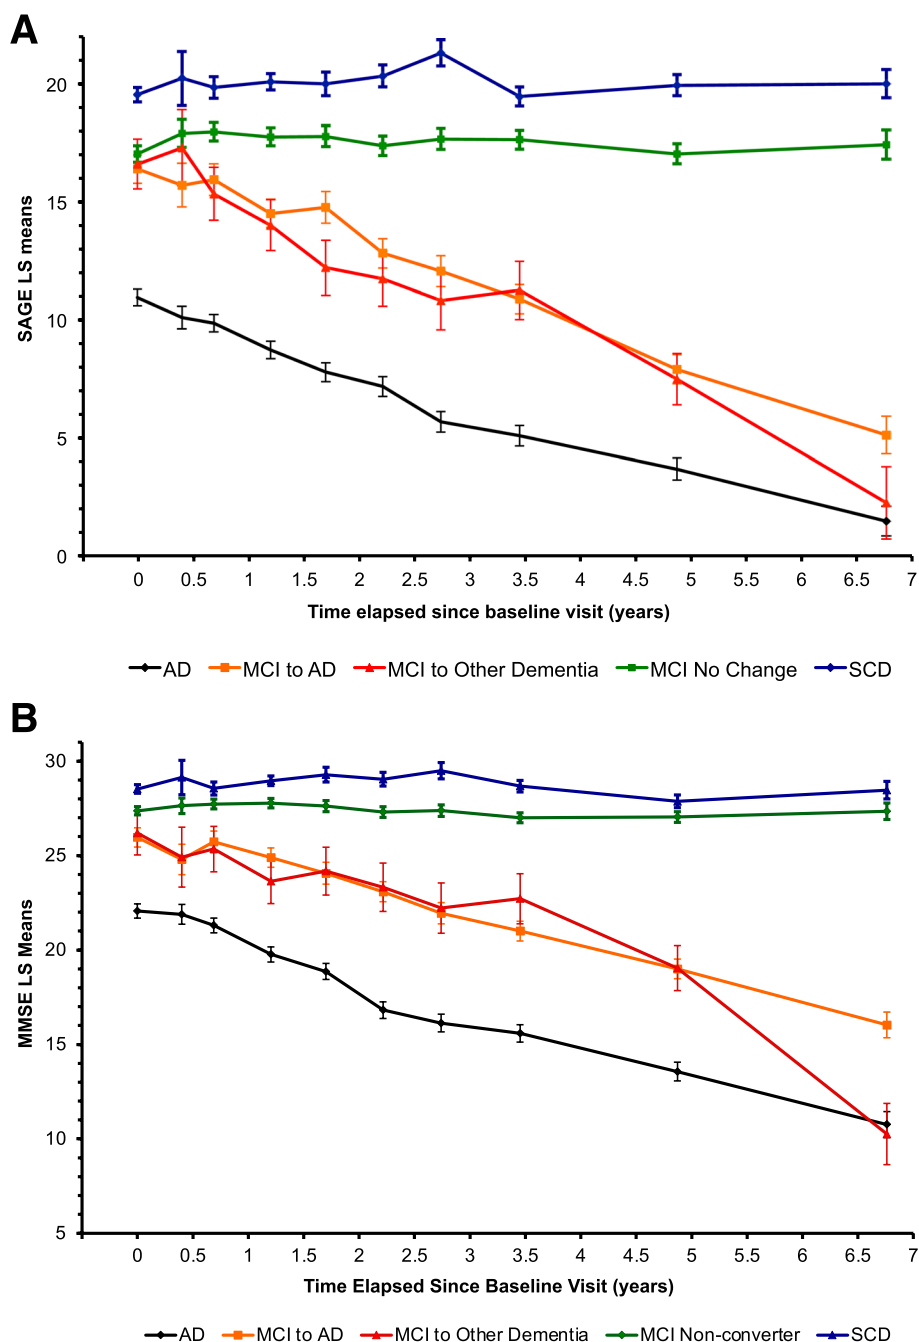 A
SAGE LS means
20
15
10
5
0
0 0.5 1 1.5 2 2.5 3 3.5 4 4.5 5 5.5 6 6.5 7
Time elapsed since baseline visit (years)
AD MCI to AD MCI to Other Dementia MCI No Change SCD
B
MMSE LS Means
30
25
20
15
10
5
0 0.5 1 1.5 2 2.5 3 3.5 4 4.5 5 5.5 6 6.5 7
Time Elapsed Since Baseline Visit (years)
AD MCI to AD MCI to Other Dementia MCI Non-converter SCD